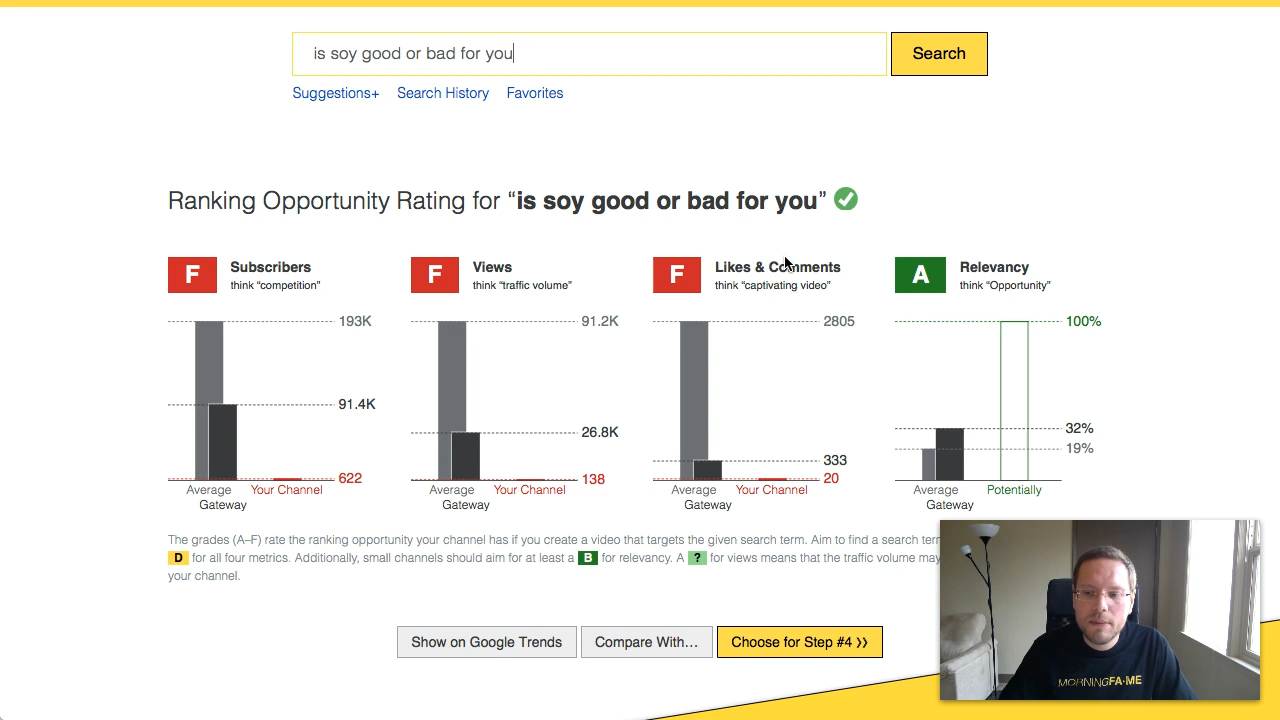 is soy good or bad for you
Search
Suggestions+ Search History Favorites
Ranking Opportunity Rating for “is soy good or bad for you”
F Subscribers
think “competition”
193K
91.4K
622
Average Your Channel
Gateway
F Views
think “traffic volume”
91.2K
26.8K
138
Average Your Channel
Gateway
F Likes & Comments
think “captivating video”
2805
333
20
Average Your Channel
Gateway
A Relevancy
think “Opportunity”
100%
32%
19%
Average Potentially
Gateway
The grades (A–F) rate the ranking opportunity your channel has if you create a video that targets the given search term. Aim to find a search term
D for all four metrics. Additionally, small channels should aim for at least a B for relevancy. A ? for views means that the traffic volume may
your channel.
Show on Google Trends Compare With... Choose for Step #4 ⟩⟩
MORNINGFA·ME